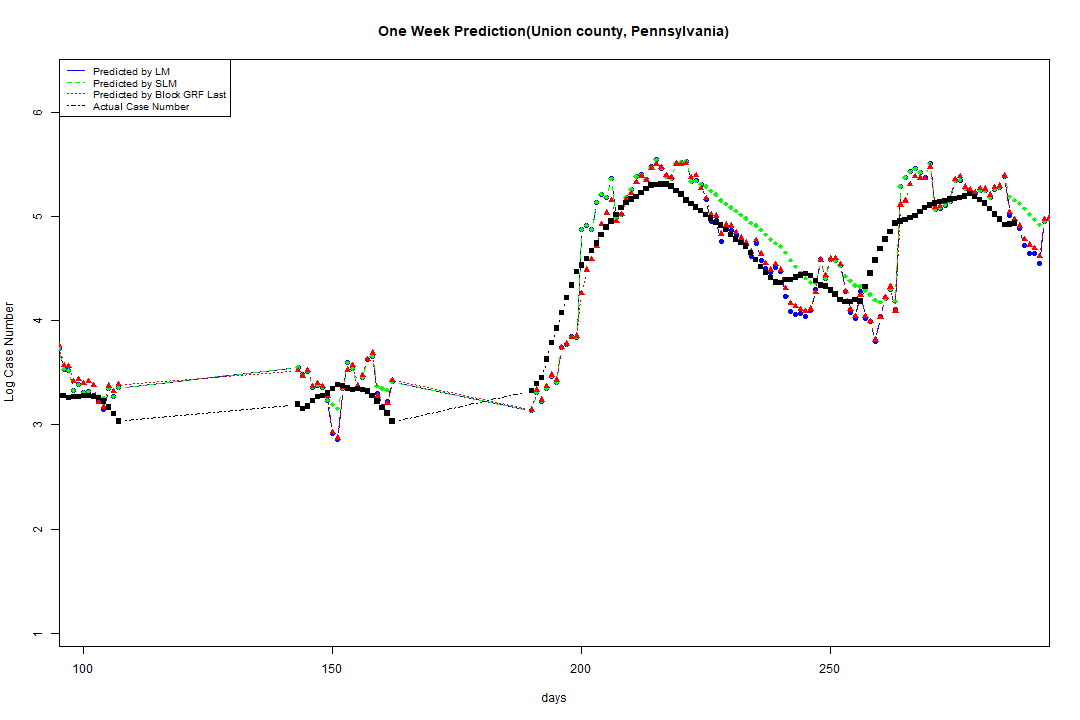 One Week Prediction(Union county, Pennsylvania)
Predicted by LM
Predicted by SLM
Predicted by Block GRF Last
Actual Case Number
6
5
4
3
2
1
Log Case Number
100 150 200 250
days